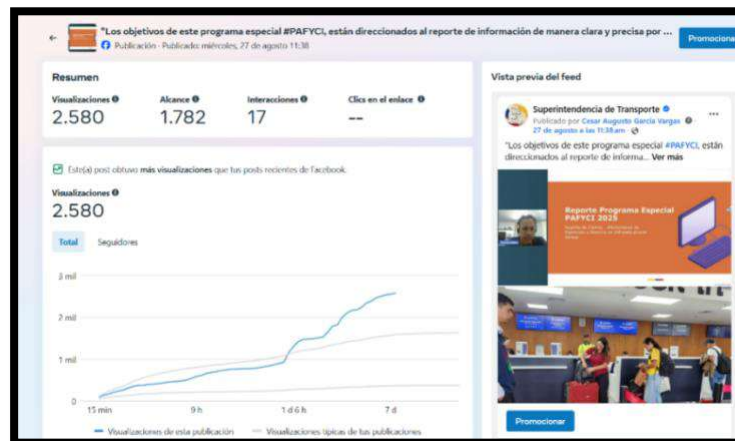 "Los objetivos de este programa especial #PAFYCI, están direccionados al reporte de información de manera clara y precisa por ...
Publicación · Publicado: miércoles, 27 de agosto 11:38
Promocionar
Resumen
Visualizaciones
2.580
Alcance
1.782
Interacciones
17
Clics en el enlace
--
Este(a) post obtuvo más visualizaciones que tus posts recientes de Facebook.
Visualizaciones
2.580
Total
Seguidores
3 mil
2 mil
1 mil
0
15 min
9 h
1 d 6 h
7 d
Visualizaciones de esta publicación
Visualizaciones típicas de tus publicaciones
Vista previa del feed
Superintendencia de Transporte
Publicado por Cesar Augusto García Vargas
27 de agosto a las 11:38 am
"Los objetivos de este programa especial #PAFYCI, están
direccionados al reporte de informa... Ver más
Reporte Programa Especial
PAFYCI 2025
Promocionar